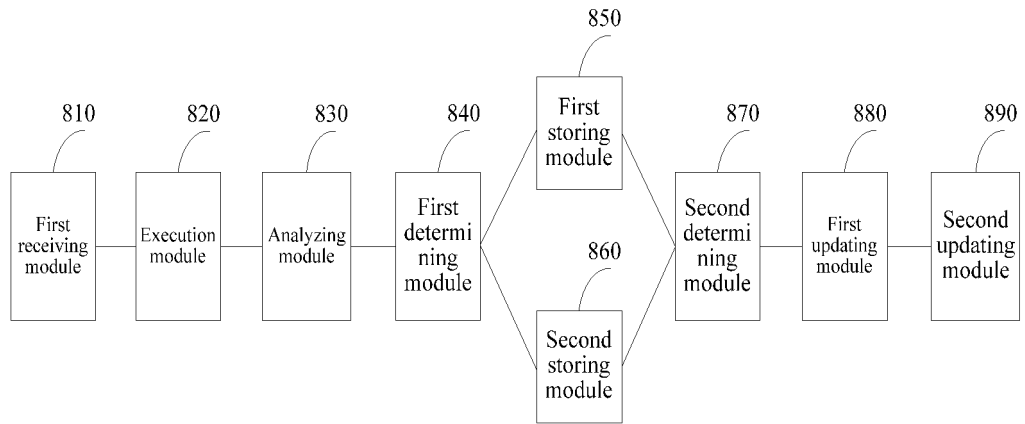 850
810
820
830
840
870
880
890
First
storing
module
First
receiving
module
Execution
module
Analyzing
module
First
determi
ning
module
Second
determi
ning
module
First
updating
module
Second
updating
module
860
Second
storing
module